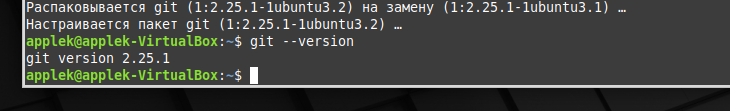 Распаковывается git (1:2.25.1-1ubuntu3.2) на замену (1:2.25.1-1ubuntu3.1) …
Настраивается пакет git (1:2.25.1-1ubuntu3.2) …
applek@applek-VirtualBox:~$ git --version
git version 2.25.1
applek@applek-VirtualBox:~$